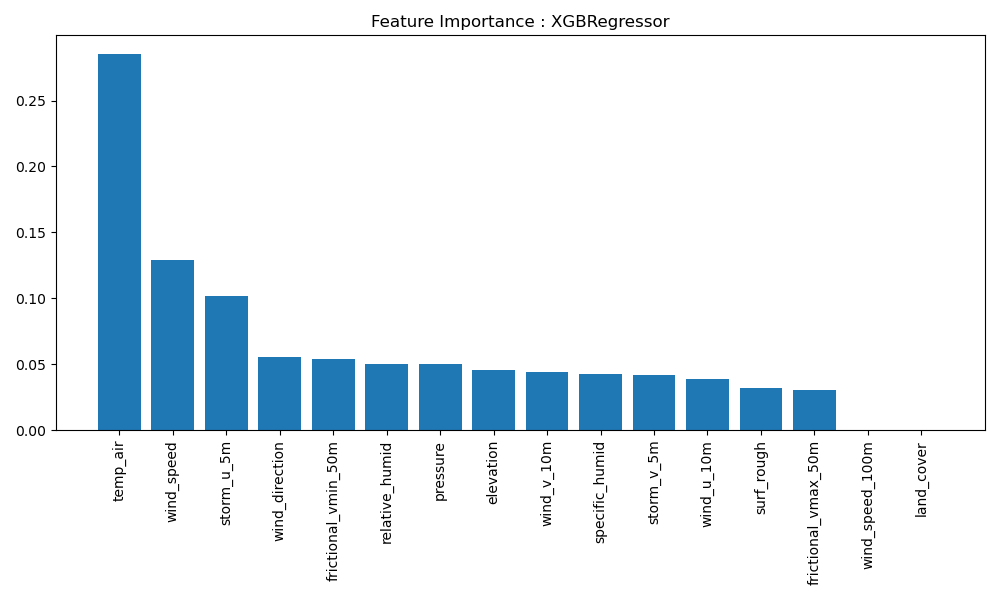 Feature Importance : XGBRegressor
0.25
0.20
0.15
0.10
0.05
0.00
temp_air
wind_speed
storm_u_5m
wind_direction
frictional_vmin_50m
relative_humid
pressure
elevation
wind_v_10m
specific_humid
storm_v_5m
wind_u_10m
surf_rough
frictional_vmax_50m
wind_speed_100m
land_cover